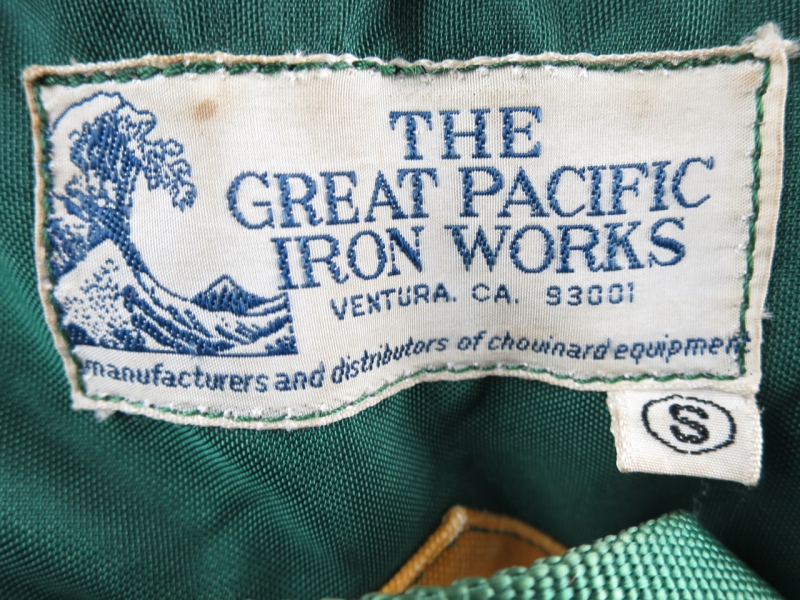 THE
GREAT PACIFIC
IRON WORKS
VENTURA. CA. 93001
manufacturers and distributors of chouinard equipment
S